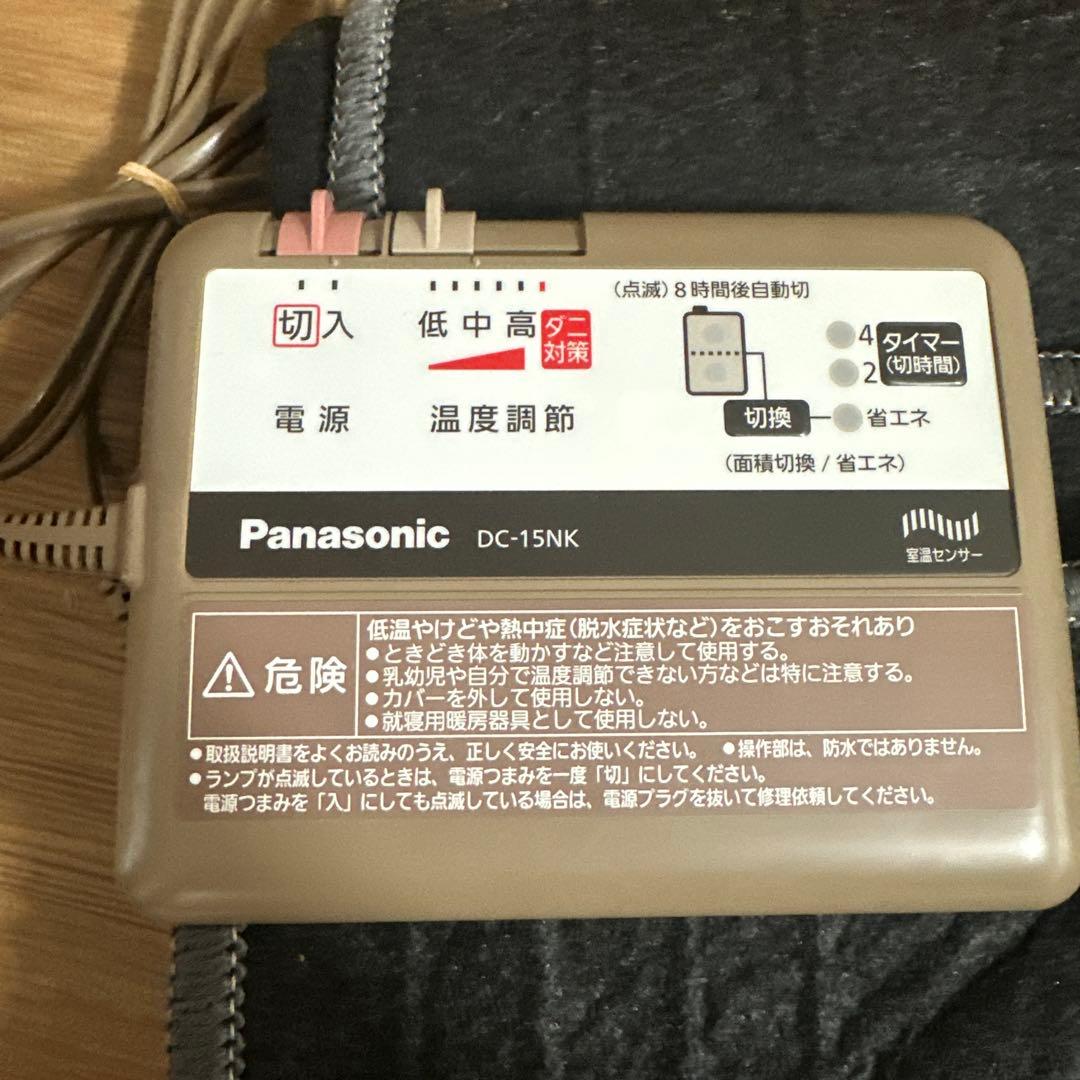 (点滅)8時間後自動切
切 入
低 中 高 ダニ対策
4
2
タイマー
(切時間)
切換
省エネ
電源
温度調節
(面積切換 / 省エネ)
Panasonic DC-15NK
室温センサー
危険
低温やけどや熱中症(脱水症状など)をおこすおそれあり
●ときどき体を動かすなど注意して使用する。
●乳幼児や自分で温度調節できない方などは特に注意する。
●カバーを外して使用しない。
●就寝用暖房器具として使用しない。
●取扱説明書をよくお読みのうえ、正しく安全にお使いください。 ●操作部は、防水ではありません。
●ランプが点滅しているときは、電源つまみを一度「切」にしてください。
電源つまみを「入」にしても点滅している場合は、電源プラグを抜いて修理依頼してください。